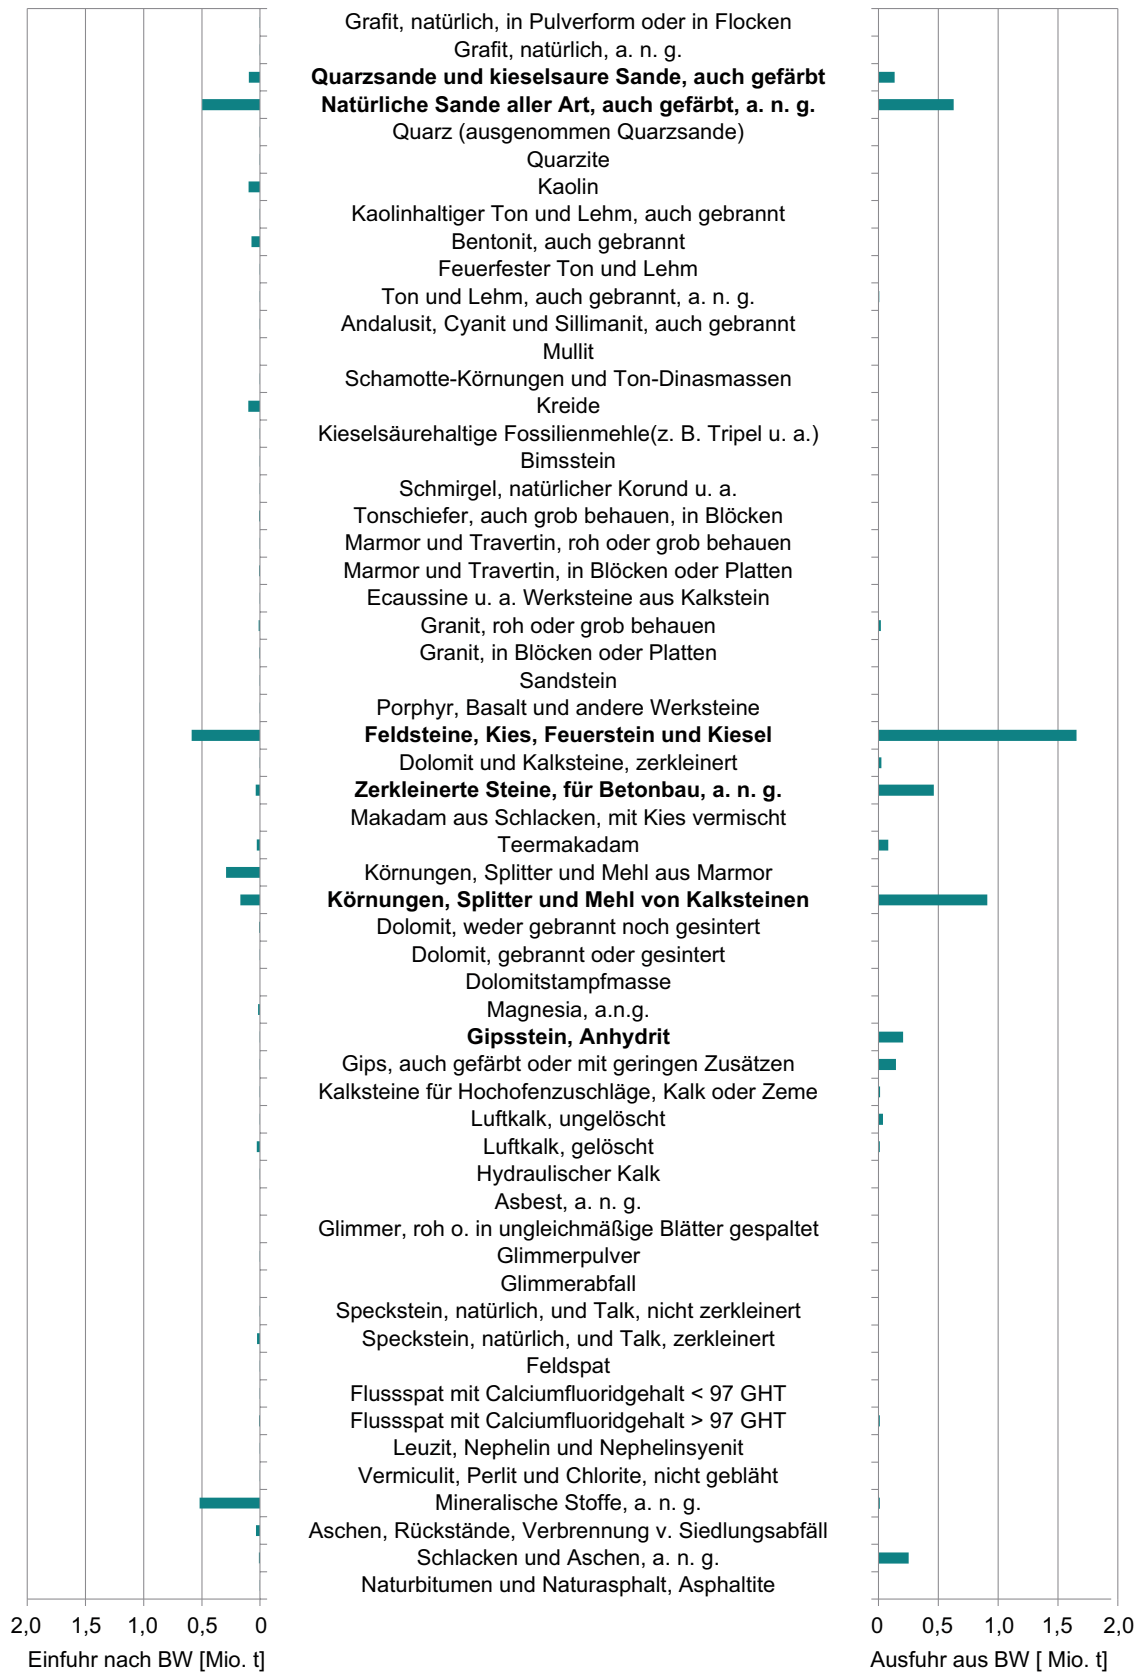 Grafit, natürlich, in Pulverform oder in Flocken
Grafit, natürlich, a. n. g.
Quarzsande und kieselsaure Sande, auch gefärbt
Natürliche Sande aller Art, auch gefärbt, a. n. g.
Quarz (ausgenommen Quarzsande)
Quarzite
Kaolin
Kaolinhaltiger Ton und Lehm, auch gebrannt
Bentonit, auch gebrannt
Feuerfester Ton und Lehm
Ton und Lehm, auch gebrannt, a. n. g.
Andalusit, Cyanit und Sillimanit, auch gebrannt
Mullit
Schamotte-Körnungen und Ton-Dinasmassen
Kreide
Kieselsäurehaltige Fossilienmehle(z. B. Tripel u. a.)
Bimsstein
Schmirgel, natürlicher Korund u. a.
Tonschiefer, auch grob behauen, in Blöcken
Marmor und Travertin, roh oder grob behauen
Marmor und Travertin, in Blöcken oder Platten
Ecaussine u. a. Werksteine aus Kalkstein
Granit, roh oder grob behauen
Granit, in Blöcken oder Platten
Sandstein
Porphyr, Basalt und andere Werksteine
Feldsteine, Kies, Feuerstein und Kiesel
Dolomit und Kalksteine, zerkleinert
Zerkleinerte Steine, für Betonbau, a. n. g.
Makadam aus Schlacken, mit Kies vermischt
Teermakadam
Körnungen, Splitter und Mehl aus Marmor
Körnungen, Splitter und Mehl von Kalksteinen
Dolomit, weder gebrannt noch gesintert
Dolomit, gebrannt oder gesintert
Dolomitstampfmasse
Magnesia, a.n.g.
Gipsstein, Anhydrit
Gips, auch gefärbt oder mit geringen Zusätzen
Kalksteine für Hochofenzuschläge, Kalk oder Zeme
Luftkalk, ungelöscht
Luftkalk, gelöscht
Hydraulischer Kalk
Asbest, a. n. g.
Glimmer, roh o. in ungleichmäßige Blätter gespaltet
Glimmerpulver
Glimmerabfall
Speckstein, natürlich, und Talk, nicht zerkleinert
Speckstein, natürlich, und Talk, zerkleinert
Feldspat
Flussspat mit Calciumfluoridgehalt < 97 GHT
Flussspat mit Calciumfluoridgehalt > 97 GHT
Leuzit, Nephelin und Nephelinsyenit
Vermiculit, Perlit und Chlorite, nicht gebläht
Mineralische Stoffe, a. n. g.
Aschen, Rückstände, Verbrennung v. Siedlungsabfäll
Schlacken und Aschen, a. n. g.
Naturbitumen und Naturasphalt, Asphaltite
2,0 1,5 1,0 0,5 0 0 0,5 1,0 1,5 2,0
Einfuhr nach BW [Mio. t] Ausfuhr aus BW [ Mio. t]